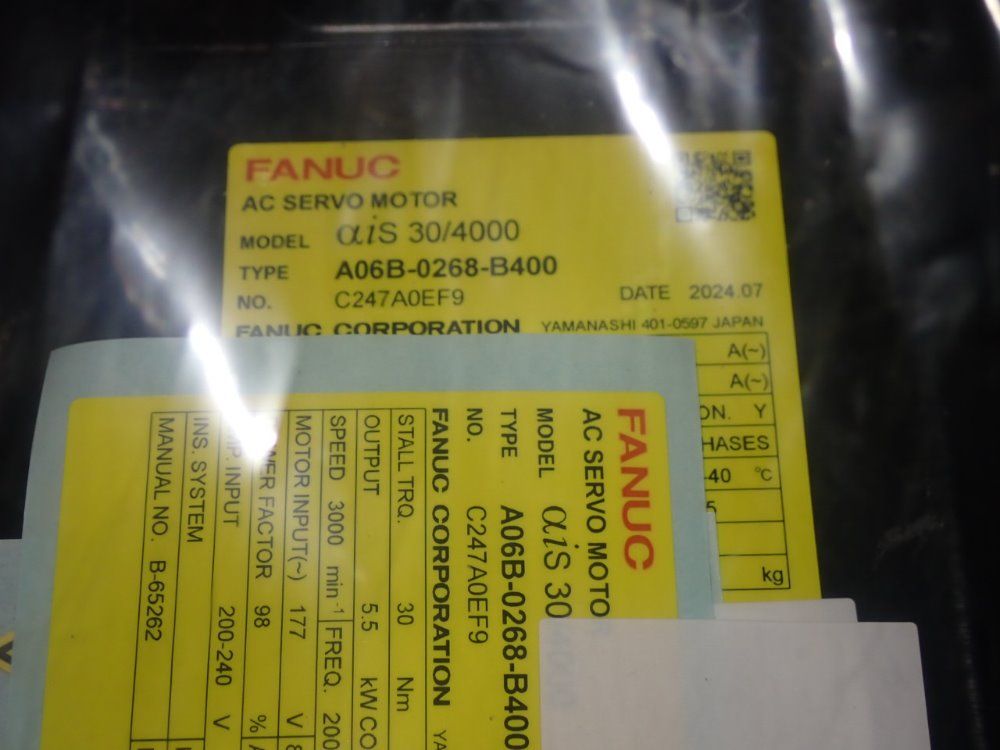 FANUC
AC SERVO MOTOR
MODEL αiS 30/4000
TYPE A06B-0268-B400
NO. C247A0EF9 DATE 2024.07
FANUC CORPORATION YAMANASHI 401-0597 JAPAN
A(~)
A(~)
ON. Y
HASES
40 °C
kg
FANUC
AC SERVO MOTO
MODEL αiS 30
TYPE A06B-0268-B400
NO. C247A0EF9
FANUC CORPORATION YA
STALL TRQ. 30 Nm
OUTPUT 5.5 kW CO
SPEED 3000 min-1 FREQ. 200
MOTOR INPUT(~) 177 V 8
FACTOR 98 %
INPUT 200-240 V
INS. SYSTEM
MANUAL NO. B-65262